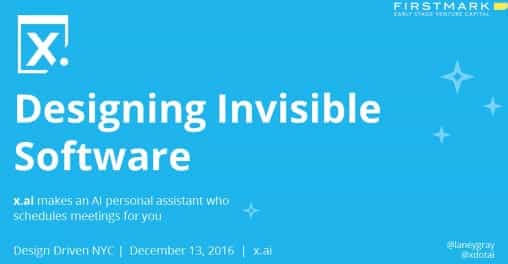 FIRSTMARK
EARLY STAGE VENTURE CAPITAL
x.
Designing Invisible
Software
x.ai makes an AI personal assistant who
schedules meetings for you
Design Driven NYC | December 13, 2016 | x.ai
@laneygray
@xdotai